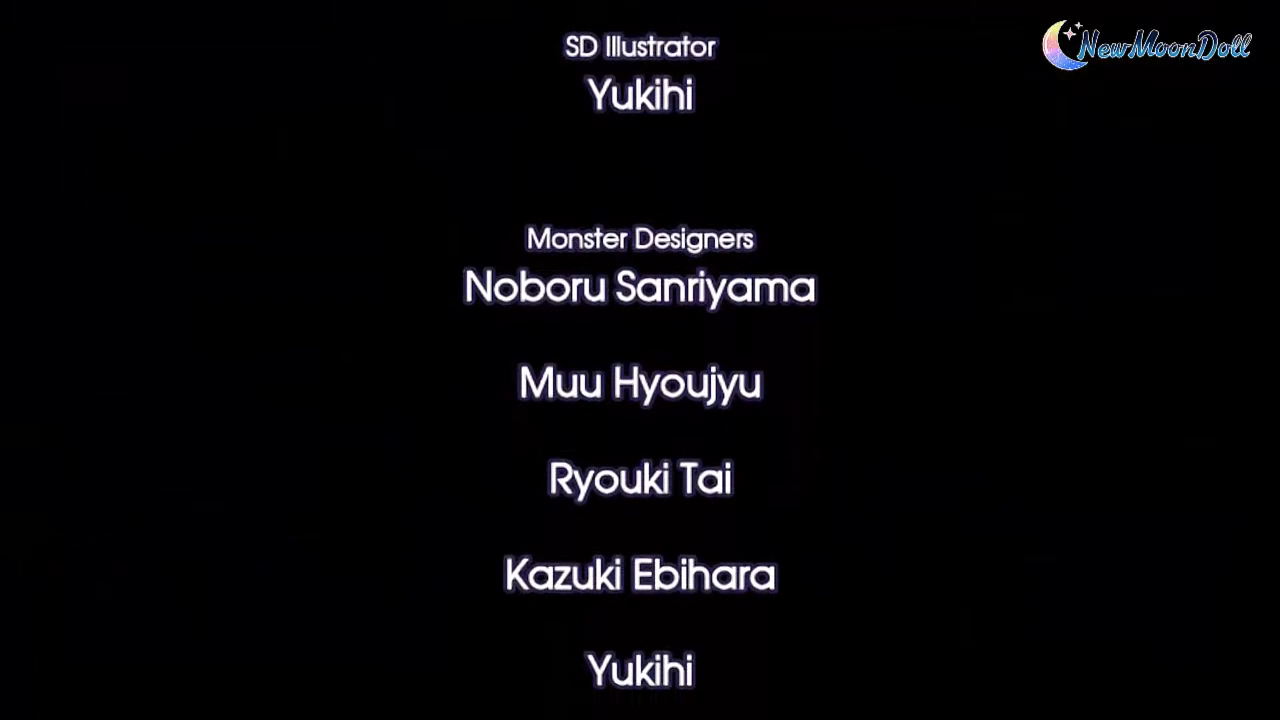 SD Illustrator
NewMoonDoll
Yukihi
Monster Designers
Noboru Sanriyama
Muu Hyoujyu
Ryouki Tai
Kazuki Ebihara
Yukihi